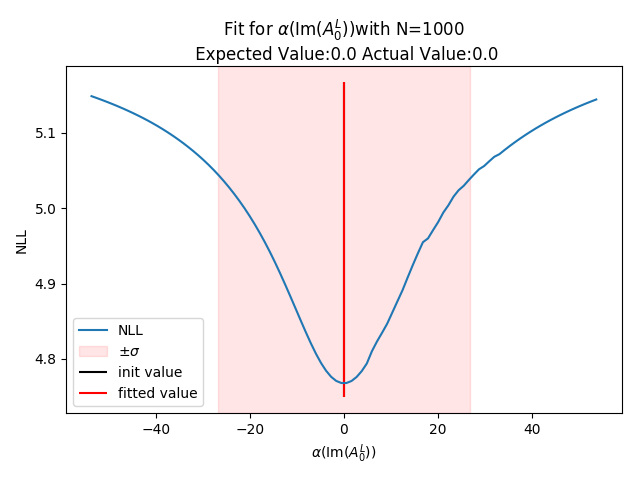 Fit for α(Im(A₀ᴸ))with N=1000
Expected Value:0.0 Actual Value:0.0
NLL
5.1
5.0
4.9
4.8
NLL
±σ
init value
fitted value
−40
−20
0
20
40
α(Im(A₀ᴸ))